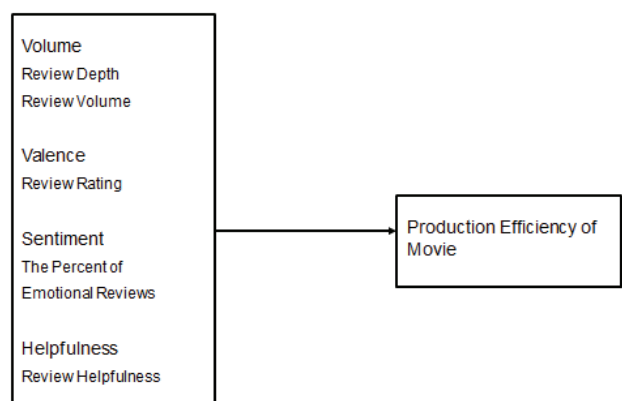 Volume
Review Depth
Review Volume
Valence
Review Rating
Sentiment
The Percent of
Emotional Reviews
Helpfulness
Review Helpfulness
Production Efficiency of
Movie